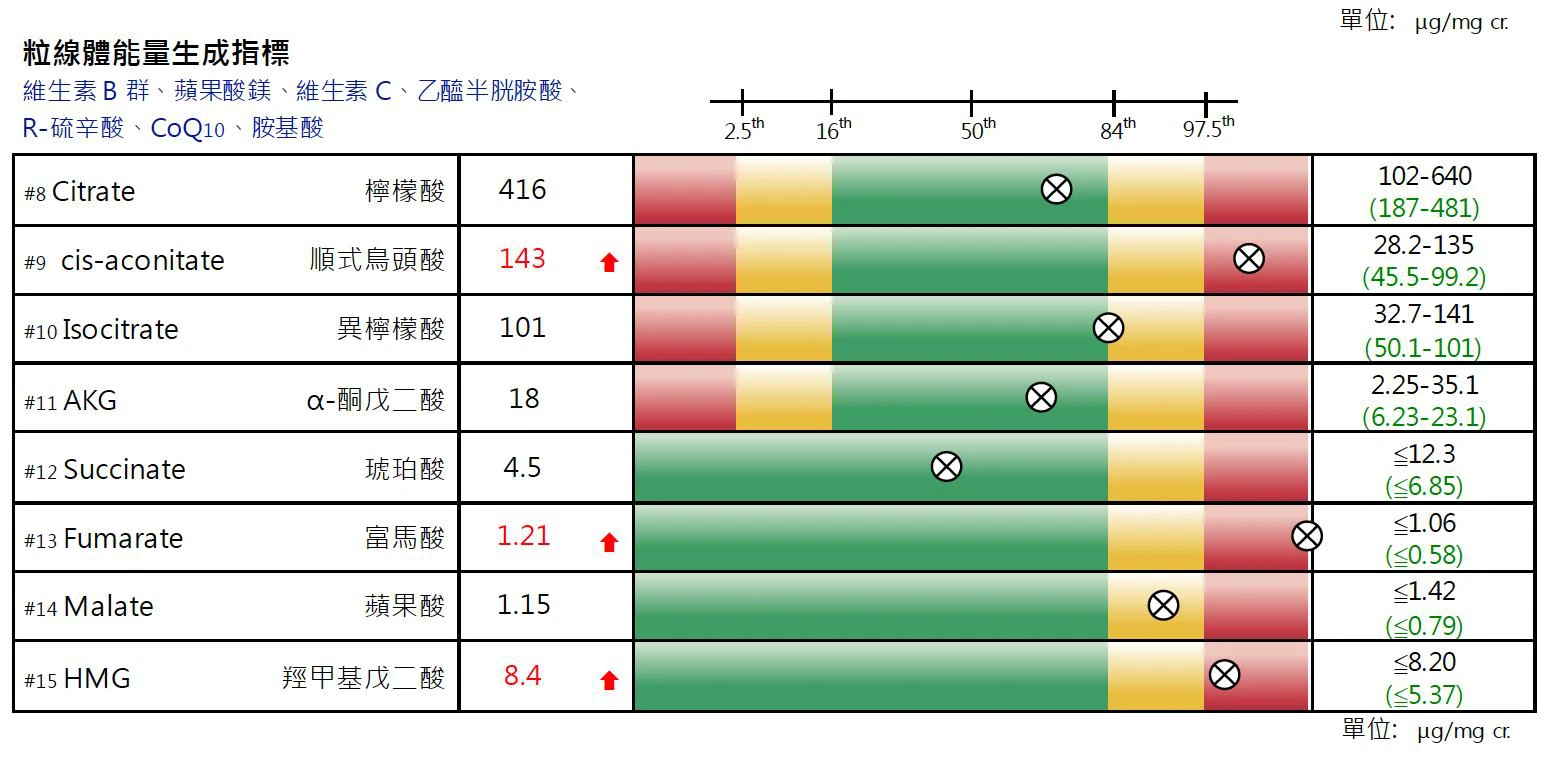 單位: μg/mg cr.
粒線體能量生成指標
維生素 B 群、蘋果酸鎂、維生素 C、乙醯半胱胺酸、
R-硫辛酸、CoQ10、胺基酸
2.5th 16th 50th 84th 97.5th
#8 Citrate 檸檬酸 416 102-640
(187-481)
#9 cis-aconitate 順式烏頭酸 143 28.2-135
(45.5-99.2)
#10 Isocitrate 異檸檬酸 101 32.7-141
(50.1-101)
#11 AKG α-酮戊二酸 18 2.25-35.1
(6.23-23.1)
#12 Succinate 琥珀酸 4.5 ≦12.3
(≦6.85)
#13 Fumarate 富馬酸 1.21 ≦1.06
(≦0.58)
#14 Malate 蘋果酸 1.15 ≦1.42
(≦0.79)
#15 HMG 羥甲基戊二酸 8.4 ≦8.20
(≦5.37)
單位: μg/mg cr.